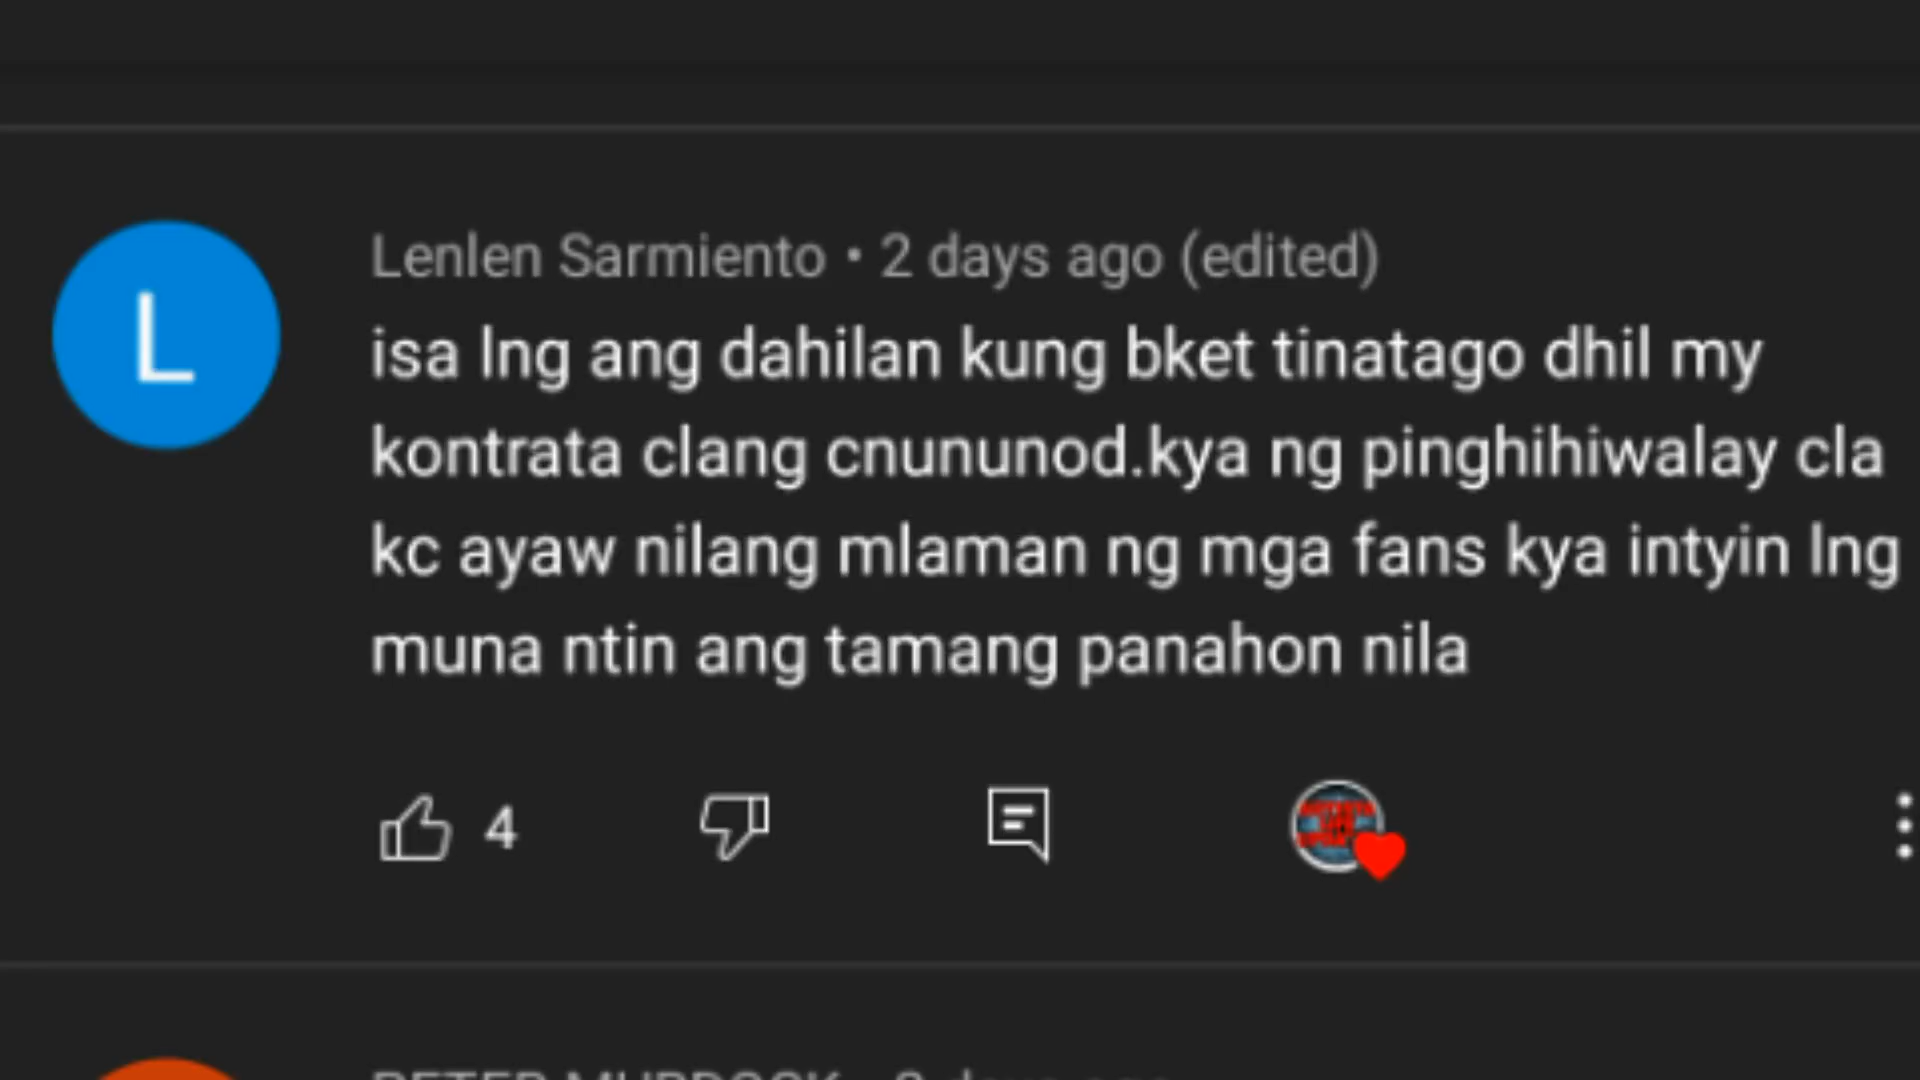 L
Lenlen Sarmiento • 2 days ago (edited)
isa lng ang dahilan kung bket tinatago dhil my
kontrata clang cnununod.kya ng pinghihiwalay cla
kc ayaw nilang mlaman ng mga fans kya intyin lng
muna ntin ang tamang panahon nila
4
PETER MURDOCK